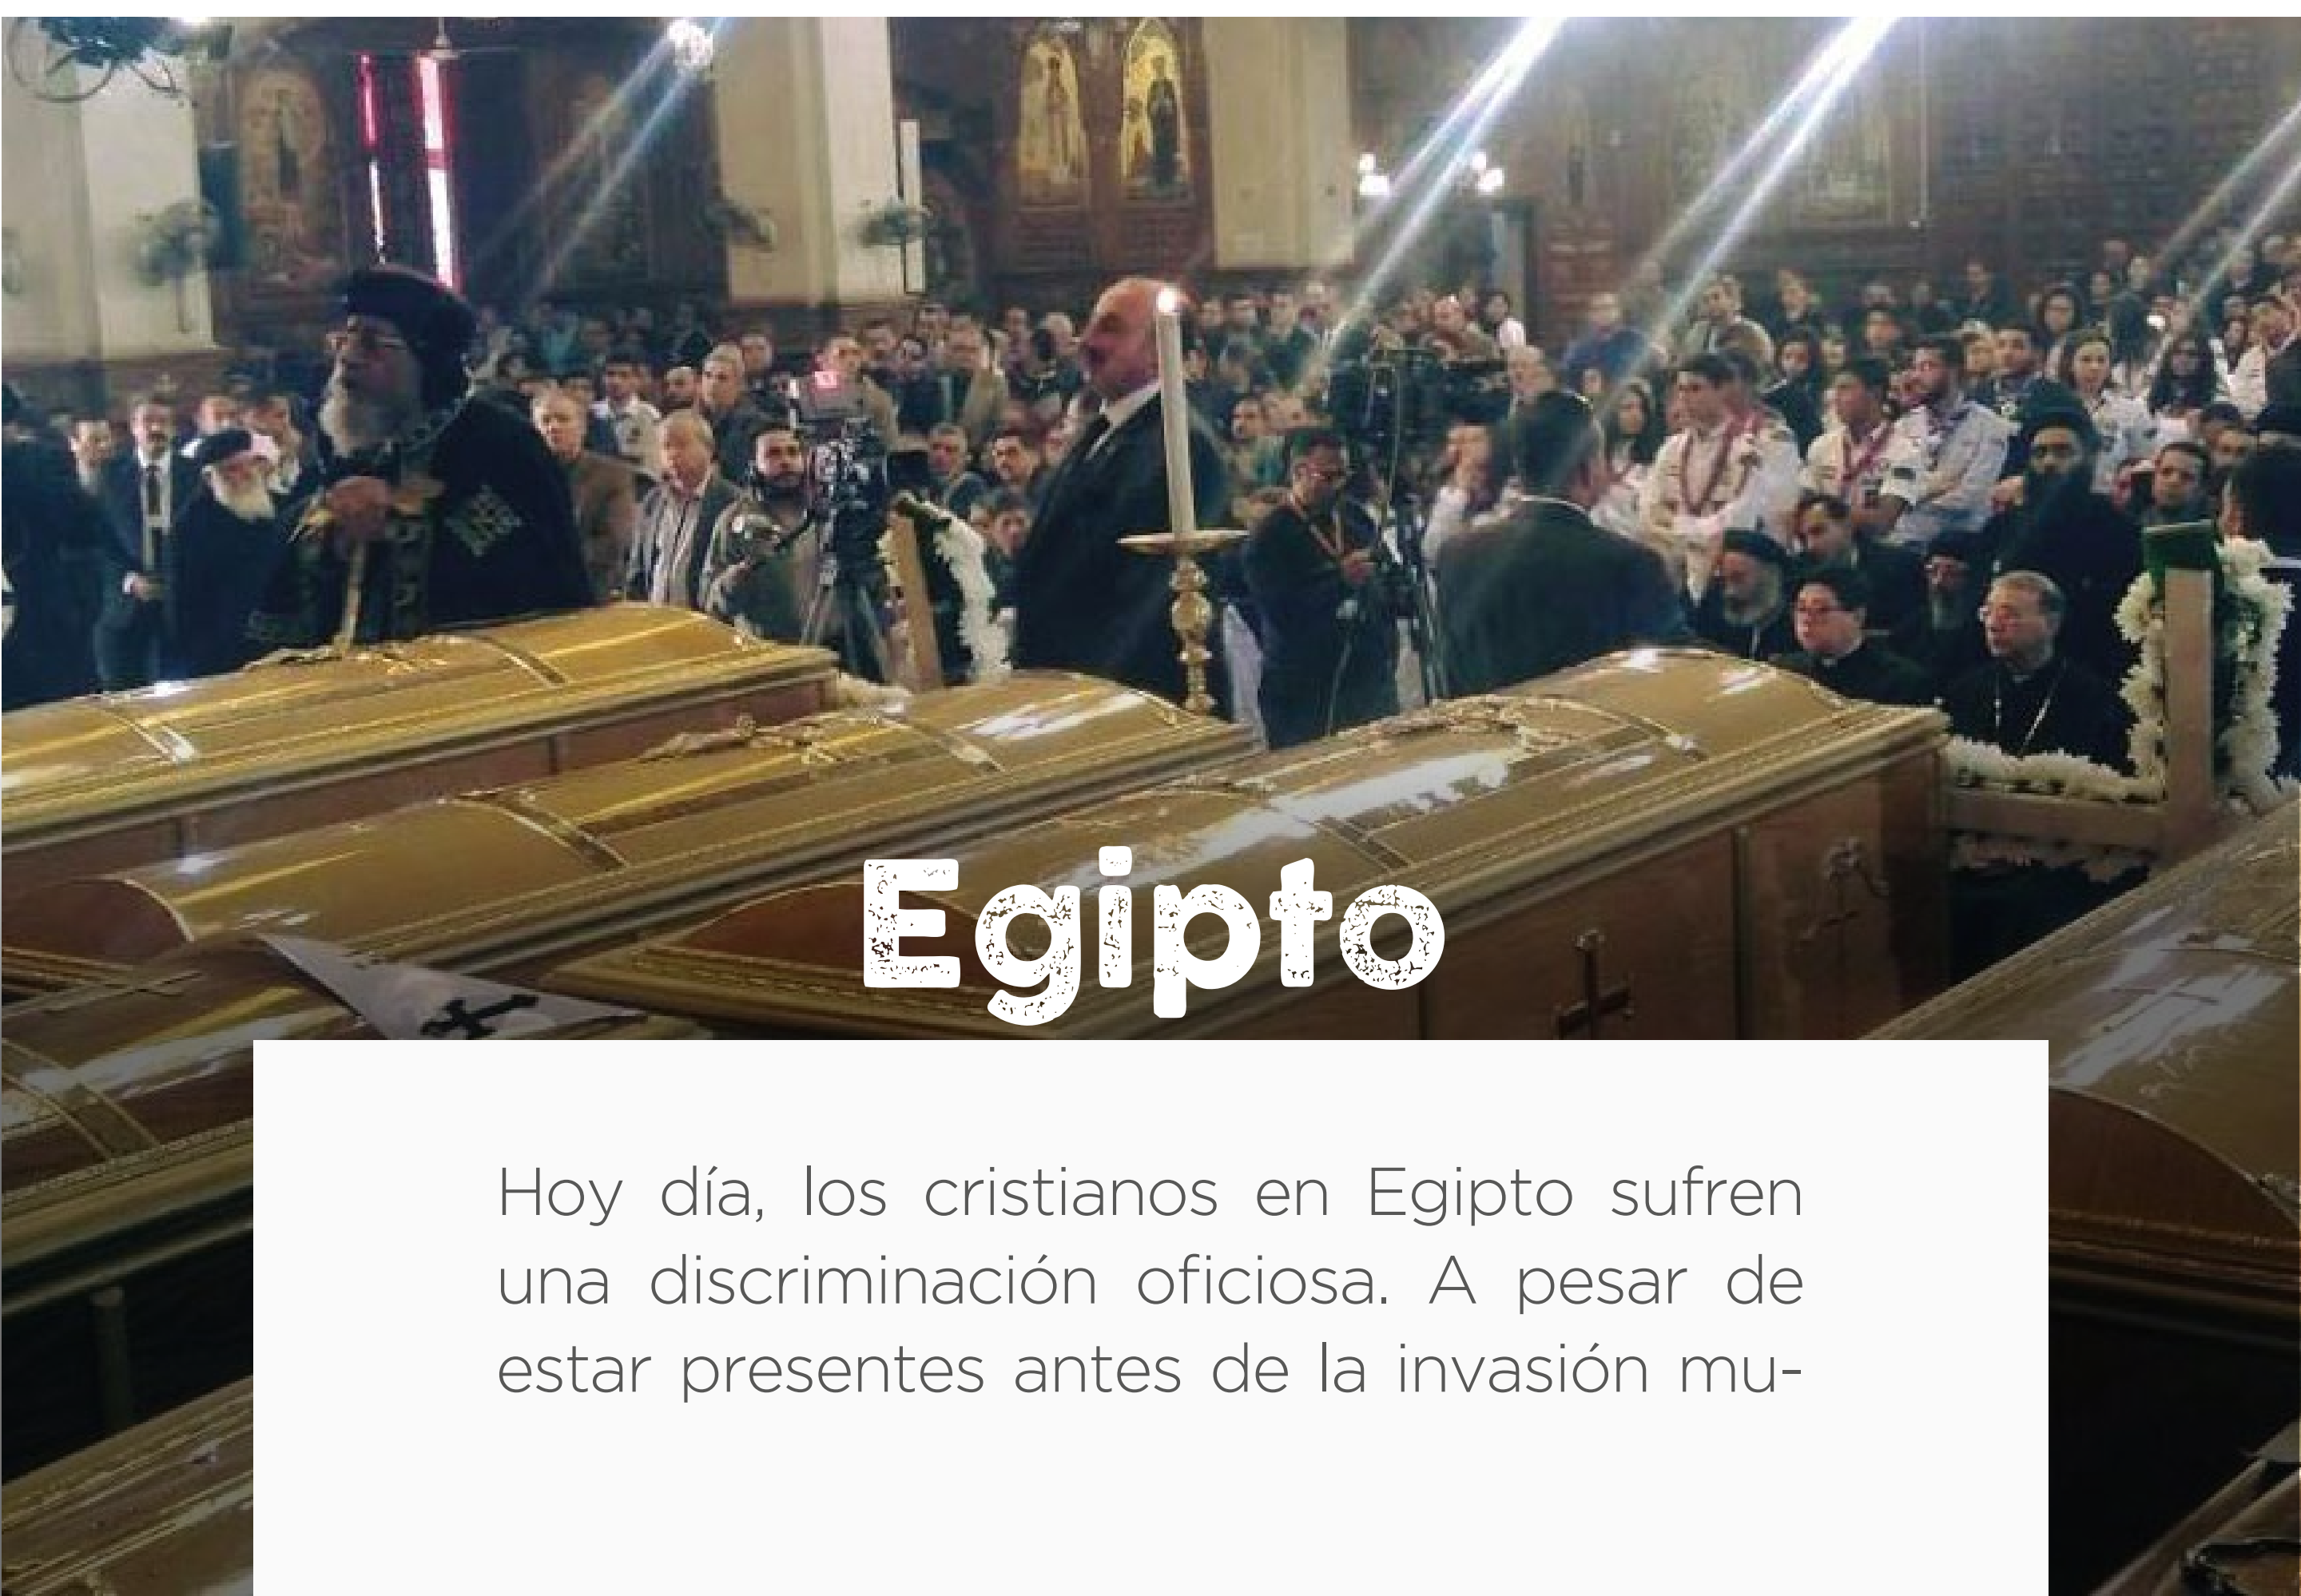 Egipto
Hoy día, los cristianos en Egipto sufren
una discriminación oficiosa. A pesar de
estar presentes antes de la invasión mu-